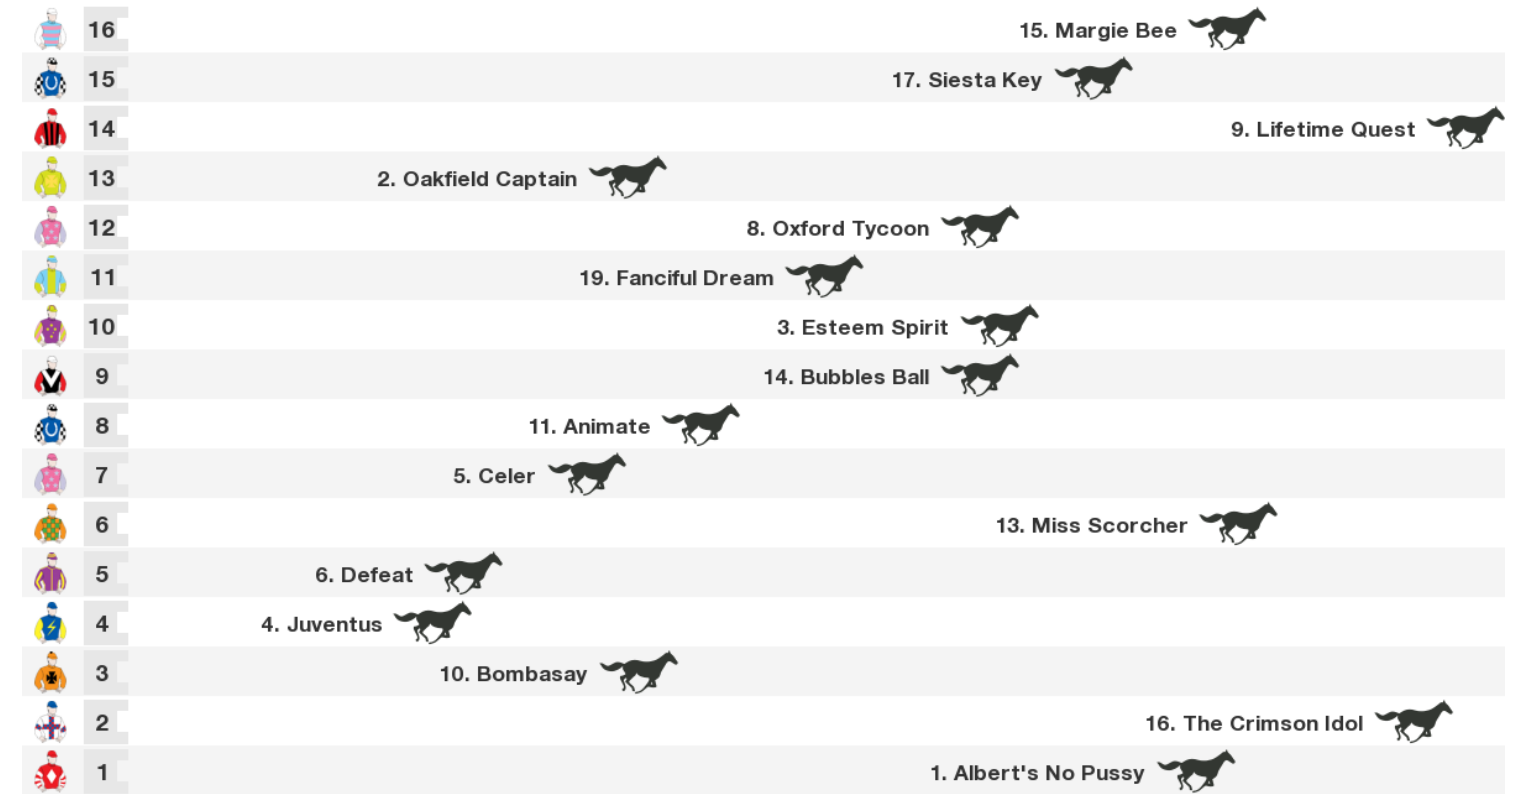 16 15. Margie Bee
15 17. Siesta Key
14 9. Lifetime Quest
13 2. Oakfield Captain
12 8. Oxford Tycoon
11 19. Fanciful Dream
10 3. Esteem Spirit
9 14. Bubbles Ball
8 11. Animate
7 5. Celer
6 13. Miss Scorcher
5 6. Defeat
4 4. Juventus
3 10. Bombasay
2 16. The Crimson Idol
1 1. Albert's No Pussy